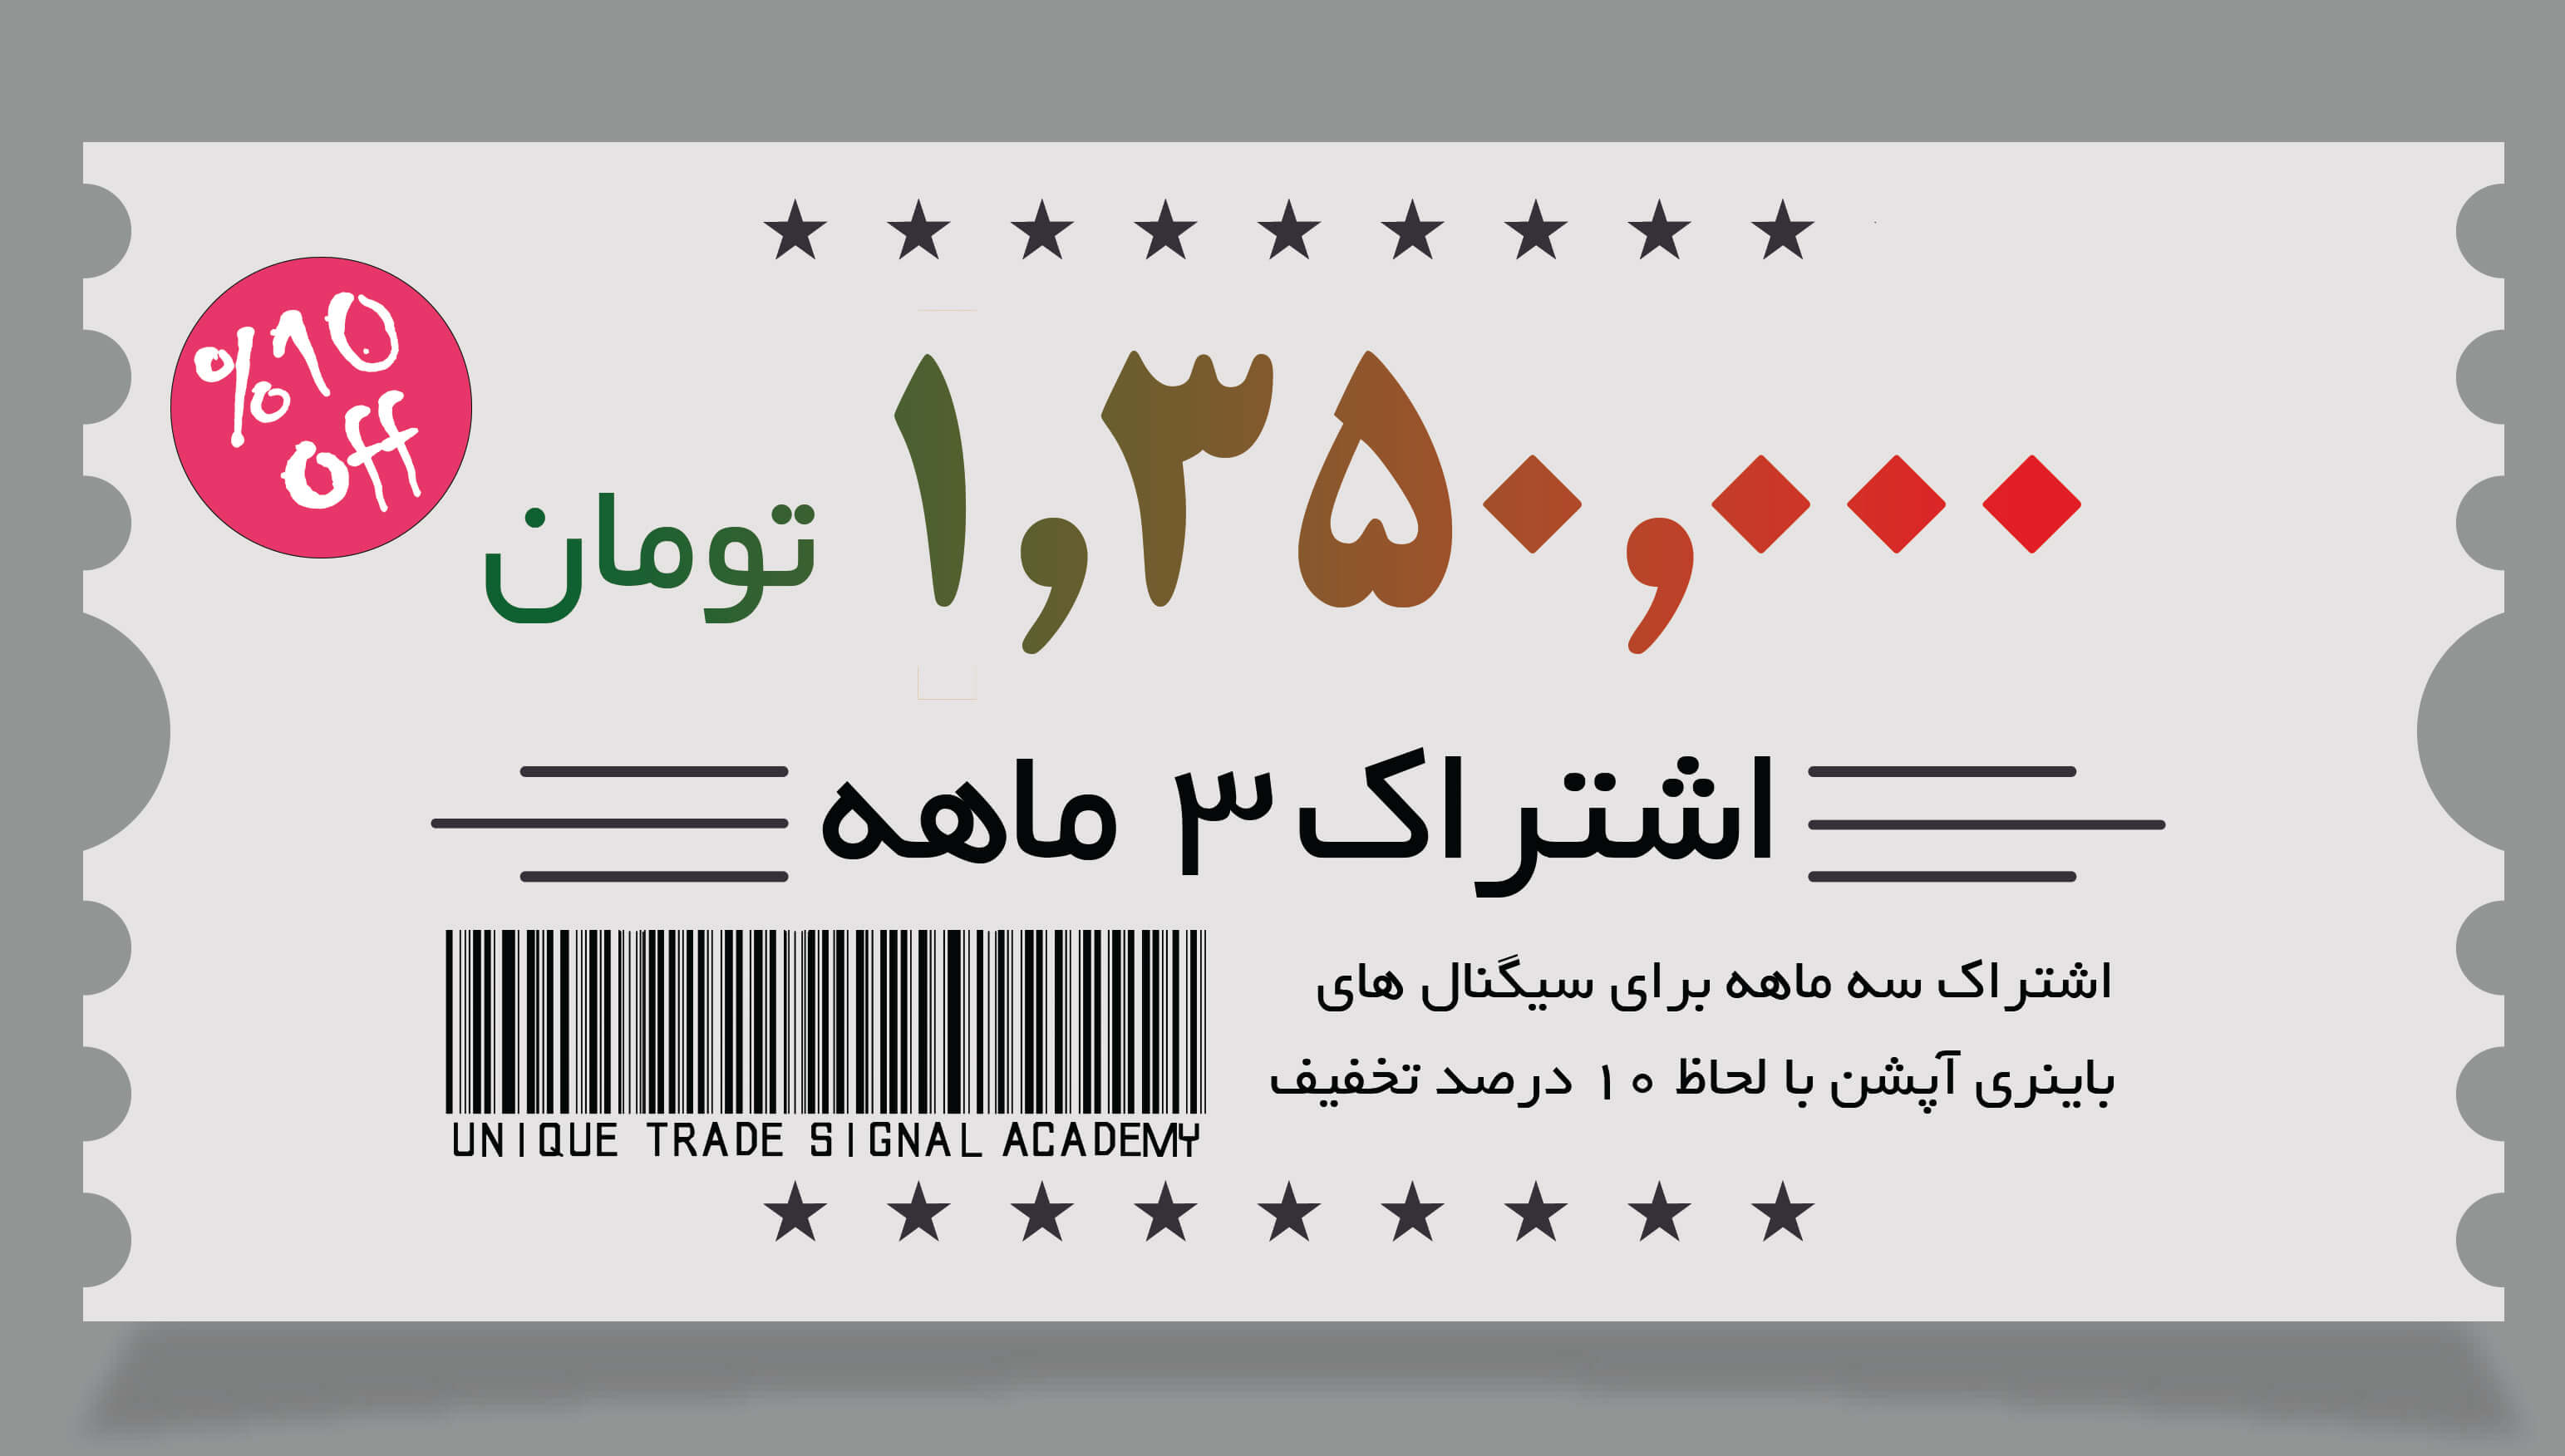 %10
off
۱,۳۵۰,۰۰۰ تومان
اشتراک ۳ ماهه
اشتراک سه ماهه برای سیگنال های
باینری آپشن با لحاظ ۱۰ درصد تخفیف
UNIQUE TRADE SIGNAL ACADEMY